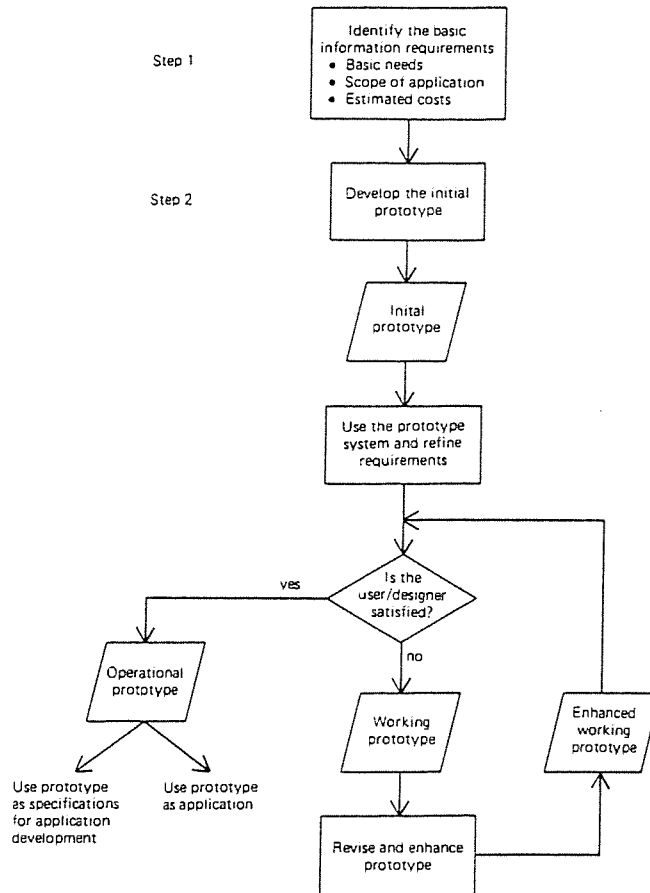 Step 1
Identify the basic
information requirements
• Basic needs
• Scope of application
• Estimated costs
Step 2
Develop the initial
prototype
Inital
prototype
Use the prototype
system and refine
requirements
Is the
user/designer
satisfied?
yes
no
Operational
prototype
Working
prototype
Enhanced
working
prototype
Use prototype
as specifications
for application
development
Use prototype
as application
Revise and enhance
prototype